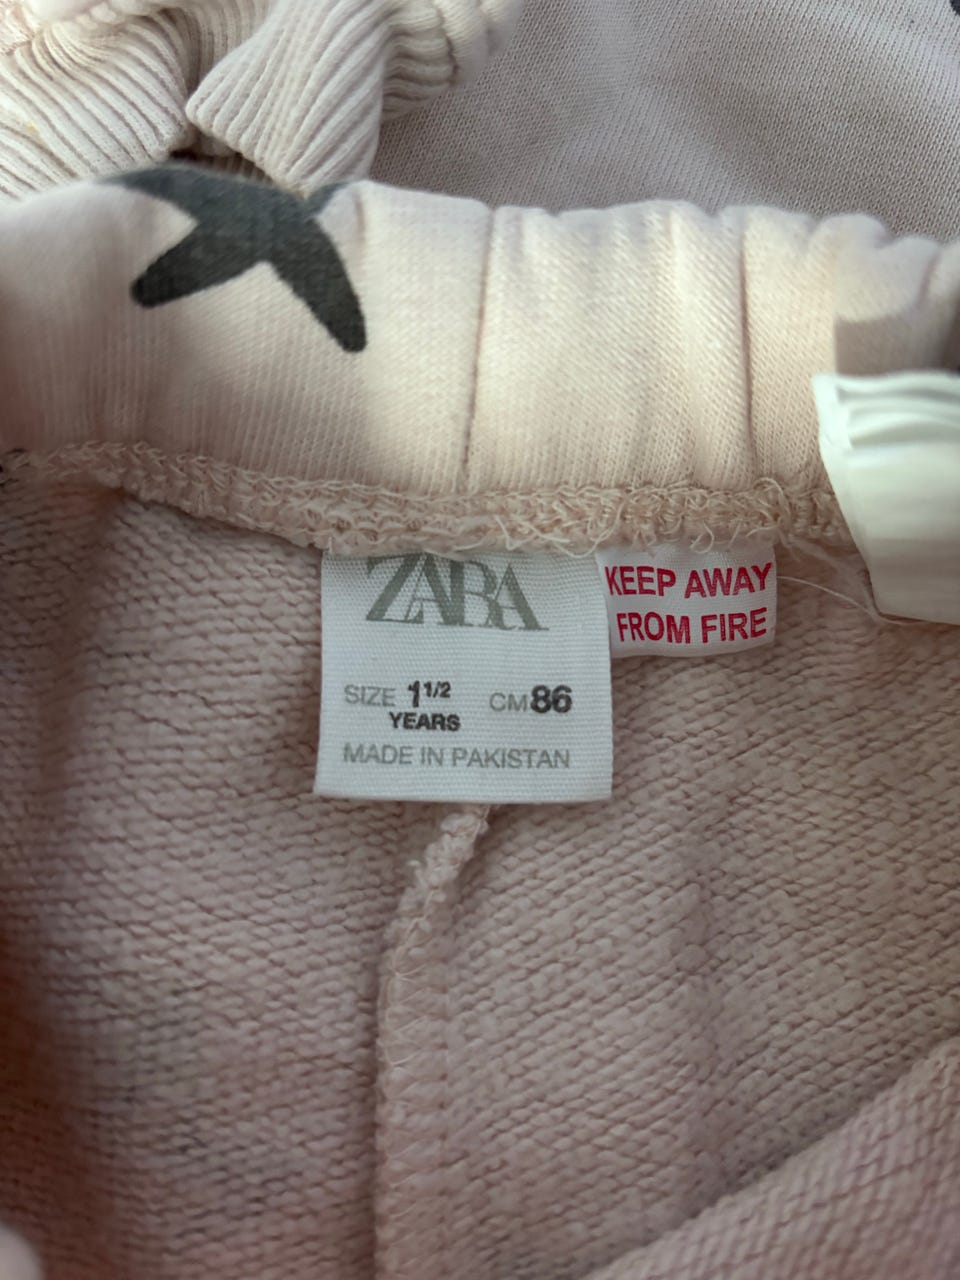 ZARA
KEEP AWAY
FROM FIRE
SIZE 1 1/2 CM 86
YEARS
MADE IN PAKISTAN